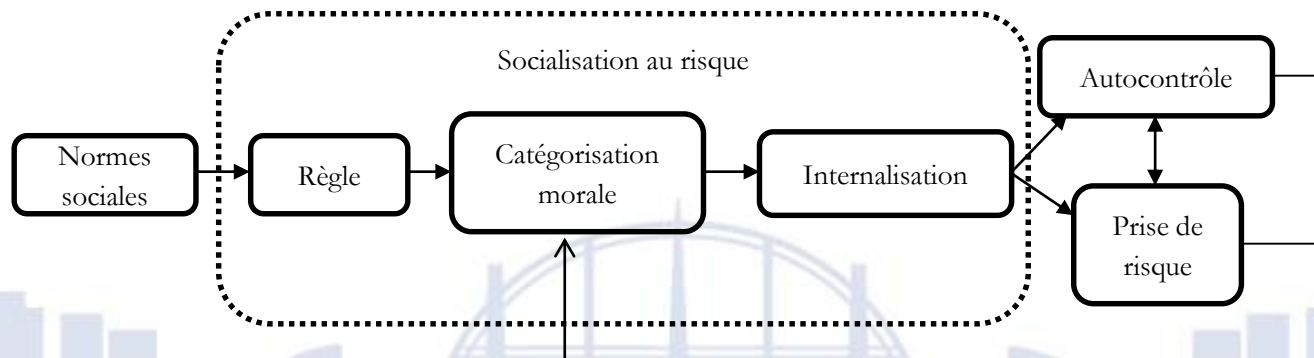 Socialisation au risque
Normes
sociales
Règle
Catégorisation
morale
Internalisation
Autocontrôle
Prise de
risque